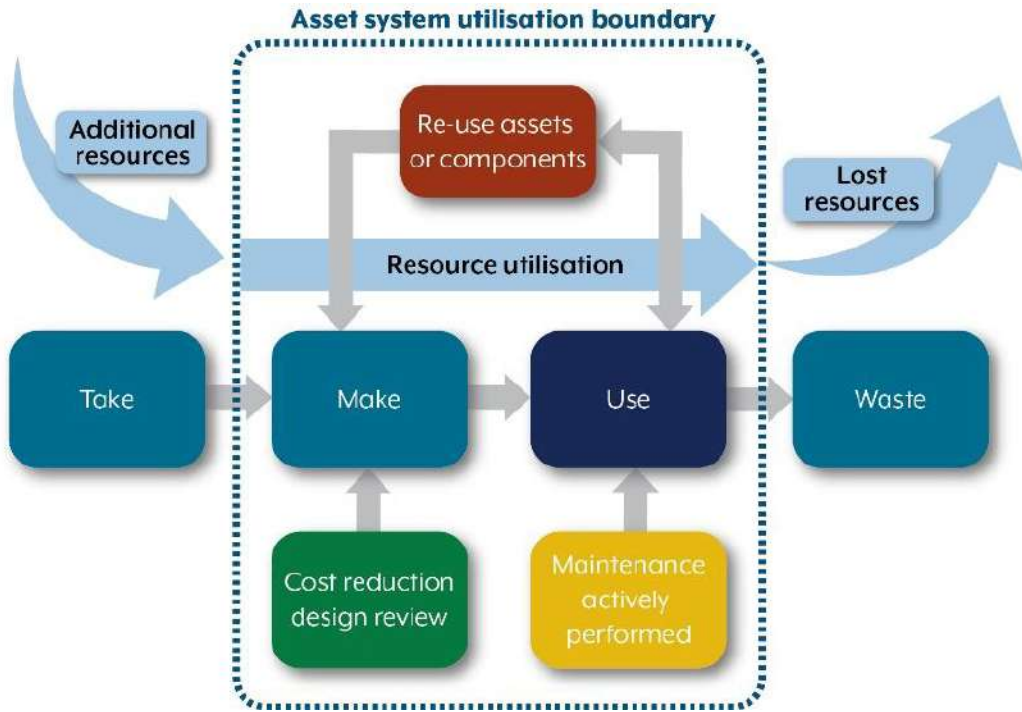 Asset system utilisation boundary
Additional
resources
Re-use assets
or components
Lost
resources
Resource utilisation
Take
Make
Use
Waste
Cost reduction
design review
Maintenance
actively
performed